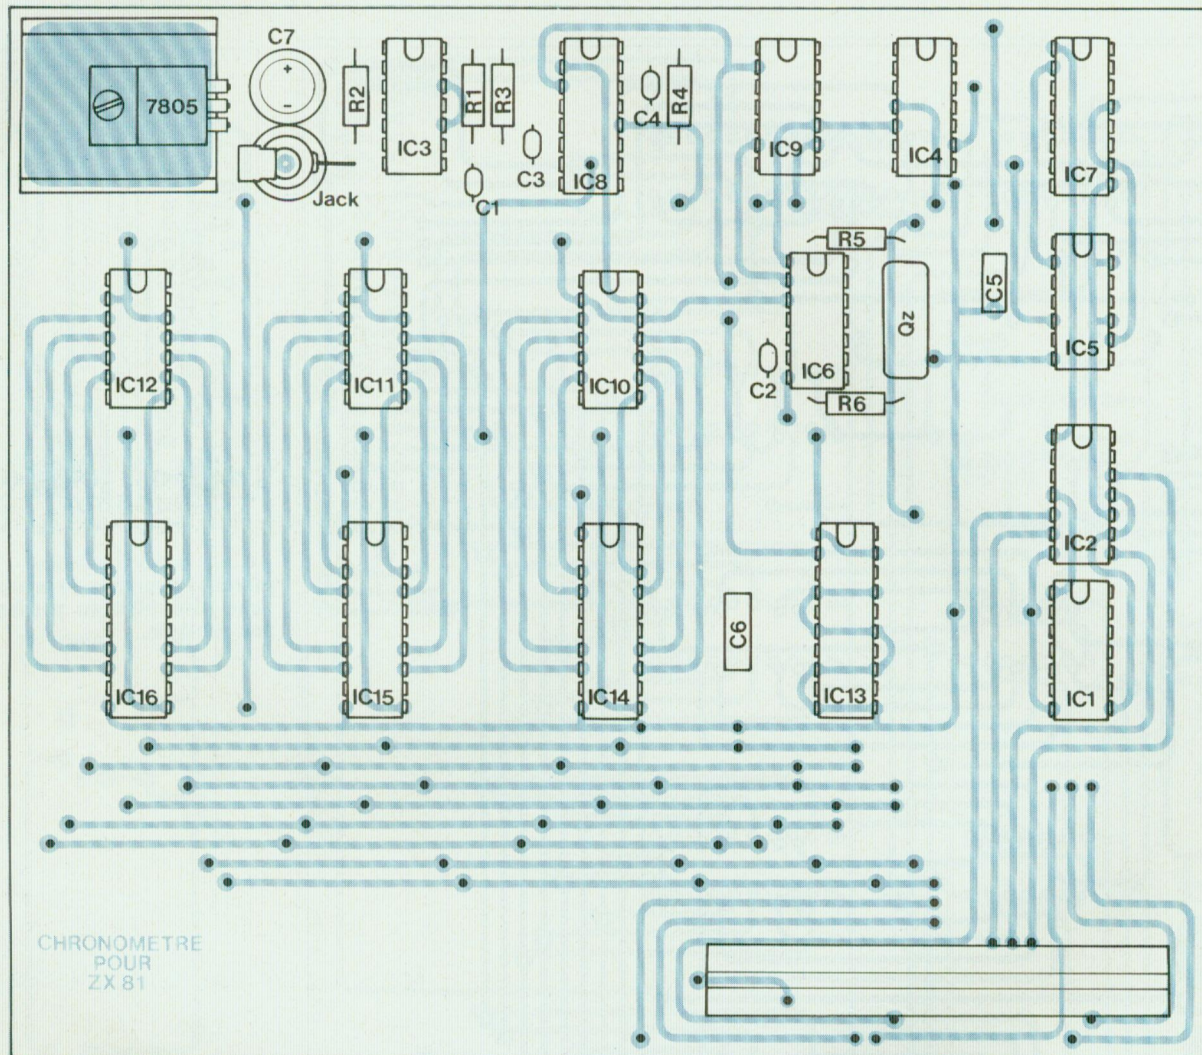 C7
7805
R2
IC3
R1
R3
C3
C1
Jack
IC8
C4
R4
IC9
IC4
IC7
R5
C5
IC5
Qz
IC6
C2
R6
IC12
IC11
IC10
IC2
IC1
C6
IC16
IC15
IC14
IC13
CHRONOMETRE
POUR
ZX 81